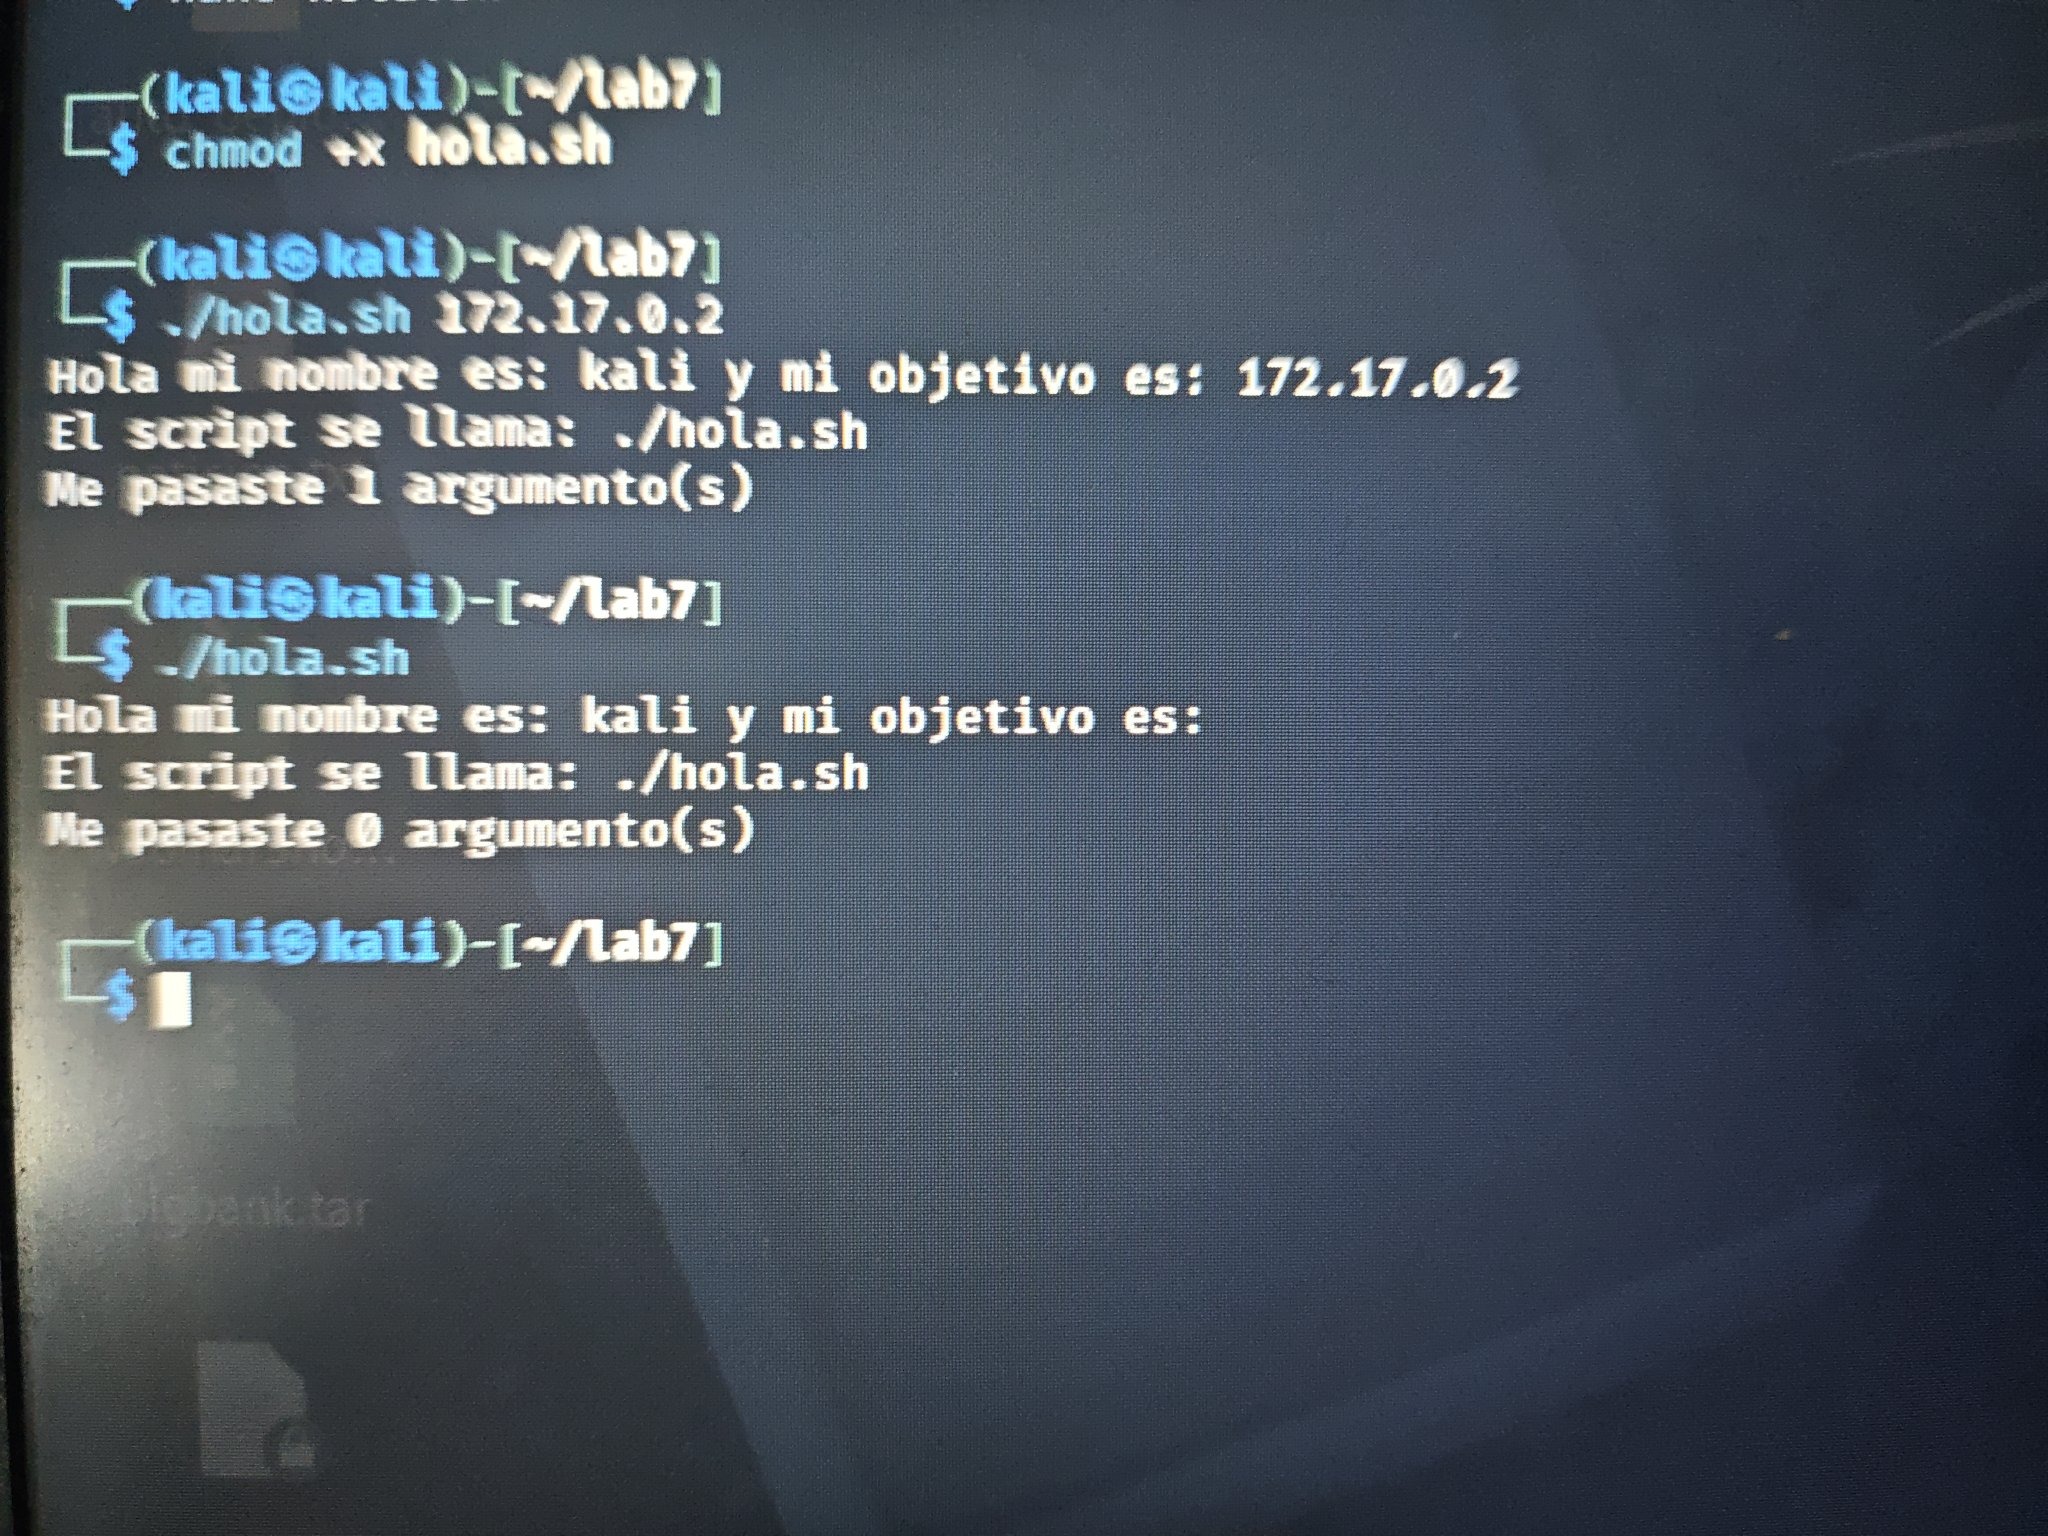 ┌──(kali㉿kali)-[~/lab7]
└─$ chmod +x hola.sh
┌──(kali㉿kali)-[~/lab7]
└─$ ./hola.sh 172.17.0.2
Hola mi nombre es: kali y mi objetivo es: 172.17.0.2
El script se llama: ./hola.sh
Me pasaste 1 argumento(s)
┌──(kali㉿kali)-[~/lab7]
└─$ ./hola.sh
Hola mi nombre es: kali y mi objetivo es:
El script se llama: ./hola.sh
Me pasaste 0 argumento(s)
┌──(kali㉿kali)-[~/lab7]
└─$
bigbank.tar